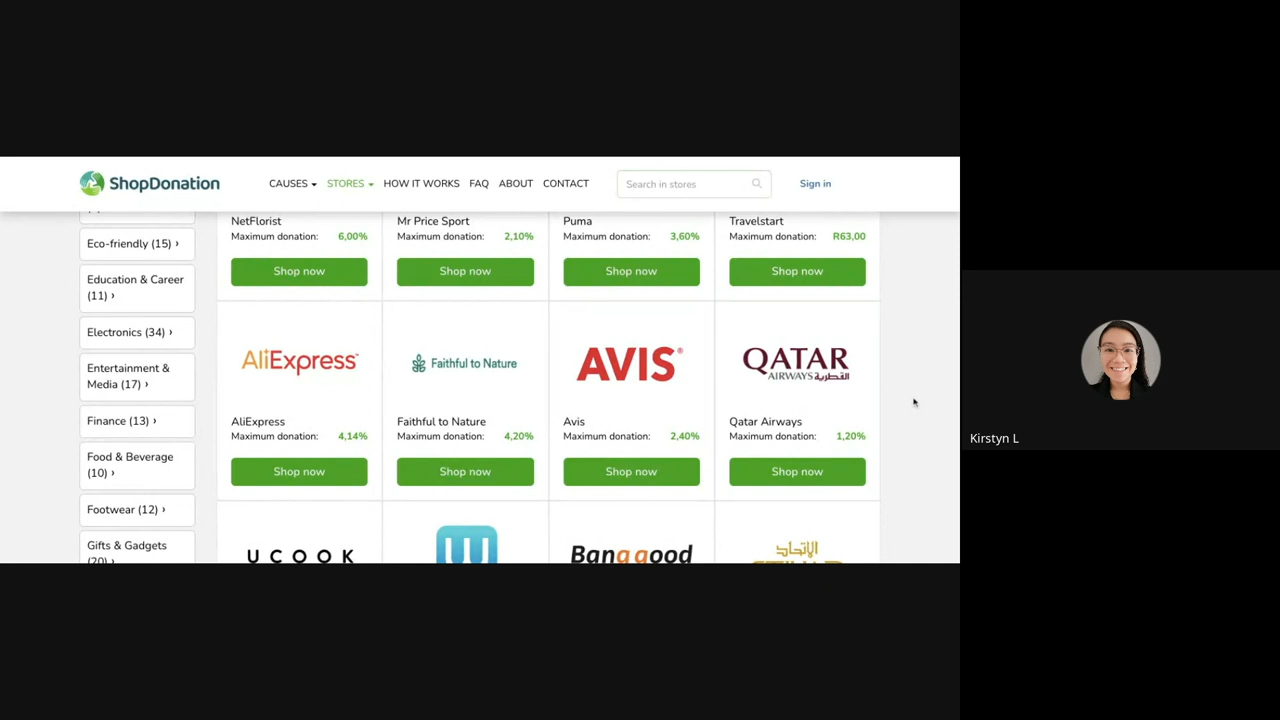 ShopDonation
CAUSES STORES HOW IT WORKS FAQ ABOUT CONTACT Search in stores Sign in
Eco-friendly (15) ›
Education & Career
(11) ›
Electronics (34) ›
Entertainment &
Media (17) ›
Finance (13) ›
Food & Beverage
(10) ›
Footwear (12) ›
Gifts & Gadgets
(20) ›
NetFlorist Mr Price Sport Puma Travelstart
Maximum donation: 6,00% Maximum donation: 2,10% Maximum donation: 3,60% Maximum donation: R63,00
Shop now Shop now Shop now Shop now
AliExpress Faithful to Nature AVIS® QATAR
AIRWAYS القطرية
AliExpress Faithful to Nature Avis Qatar Airways
Maximum donation: 4,14% Maximum donation: 4,20% Maximum donation: 2,40% Maximum donation: 1,20%
Shop now Shop now Shop now Shop now
UCOOK Banggood الإتحاد
Kirstyn L